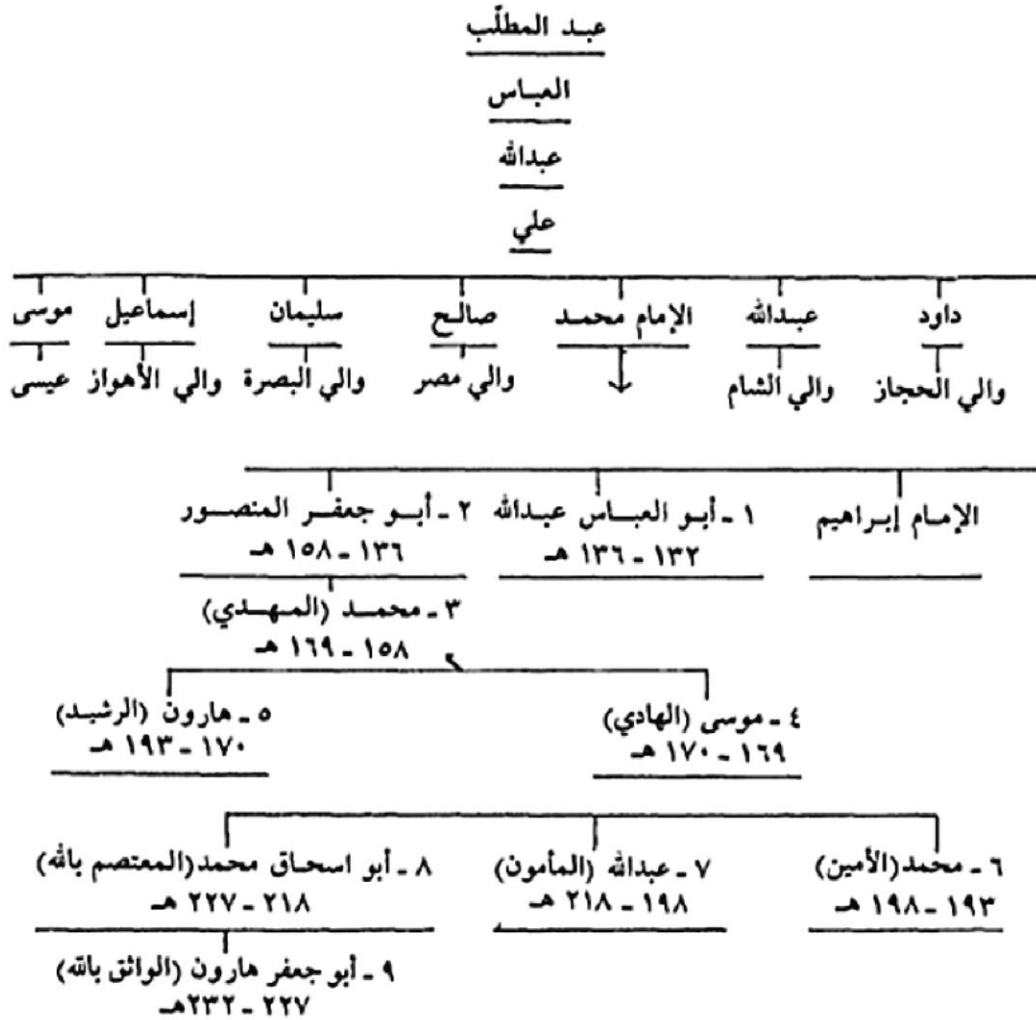 عبد المطلّب
العباس
عبدالله
علي
داود عبدالله الإمام محمد صالح سليمان إسماعيل موسى
والي الحجاز والي الشام والي مصر والي البصرة والي الأهواز عيسى
الإمام إبراهيم ١ ـ أبو العباس عبدالله ٢ ـ أبو جعفر المنصور
١٣٢ ـ ١٣٦ هـ ١٣٦ ـ ١٥٨ هـ
٣ ـ محمد (المهدي)
١٥٨ ـ ١٦٩ هـ
٤ ـ موسى (الهادي) ٥ ـ هارون (الرشيد)
١٦٩ ـ ١٧٠ هـ ١٧٠ ـ ١٩٣ هـ
٦ ـ محمد (الأمين) ٧ ـ عبدالله (المأمون) ٨ ـ أبو اسحاق محمد (المعتصم بالله)
١٩٣ ـ ١٩٨ هـ ١٩٨ ـ ٢١٨ هـ ٢١٨ ـ ٢٢٧ هـ
٩ ـ أبو جعفر هارون (الواثق بالله)
٢٢٧ ـ ٢٣٢هـ